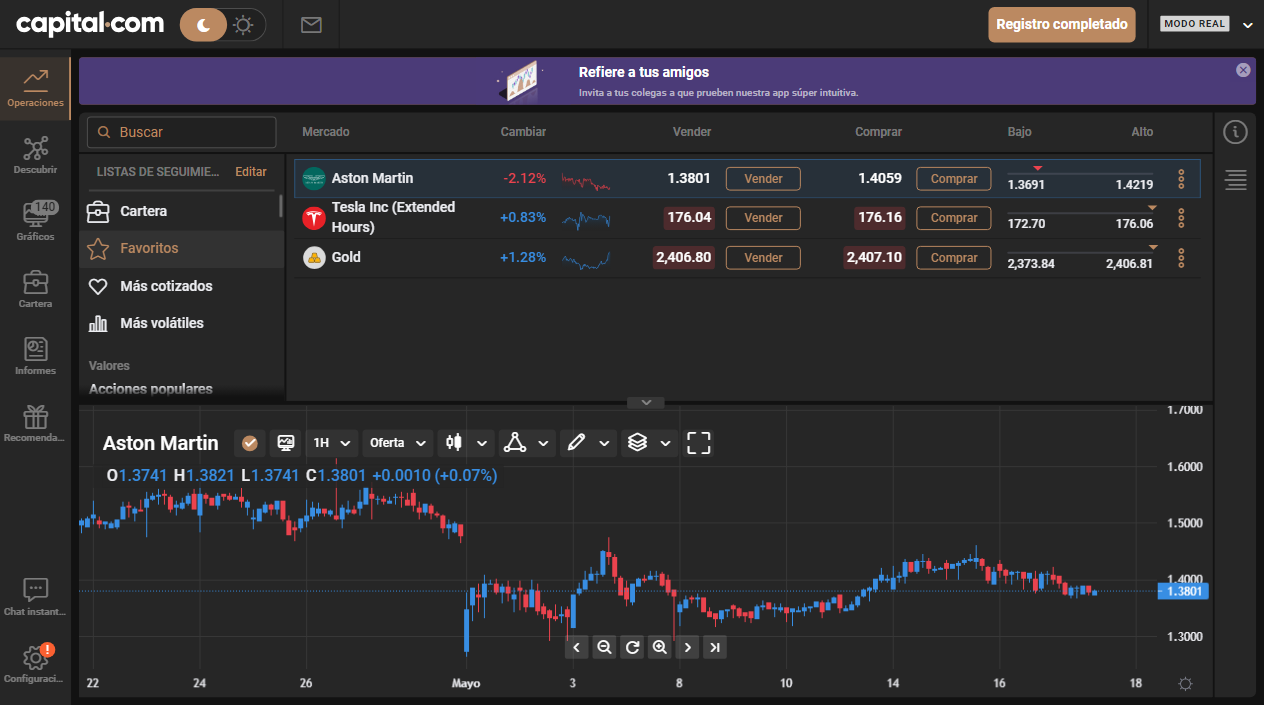 capital.com
Registro completado
MODO REAL
Refiere a tus amigos
Invita a tus colegas a que prueben nuestra app súper intuitiva.
Operaciones
Descubrir
140
Gráficos
Cartera
Informes
Recomenda...
Chat instant...
!
Configuraci...
Buscar
LISTAS DE SEGUIMIE... Editar
Cartera
Favoritos
Más cotizados
Más volátiles
Valores
Acciones populares
Mercado Cambiar Vender Comprar Bajo Alto
Aston Martin -2.12% 1.3801 Vender 1.4059 Comprar 1.3691 1.4219
Tesla Inc (Extended
Hours) +0.83% 176.04 Vender 176.16 Comprar 172.70 176.06
Gold +1.28% 2,406.80 Vender 2,407.10 Comprar 2,373.84 2,406.81
Aston Martin 1H Oferta
O1.3741 H1.3821 L1.3741 C1.3801 +0.0010 (+0.07%)
1.7000
1.6000
1.5000
1.4000
1.3801
1.3000
22 24 26 Mayo 3 8 10 14 16 18